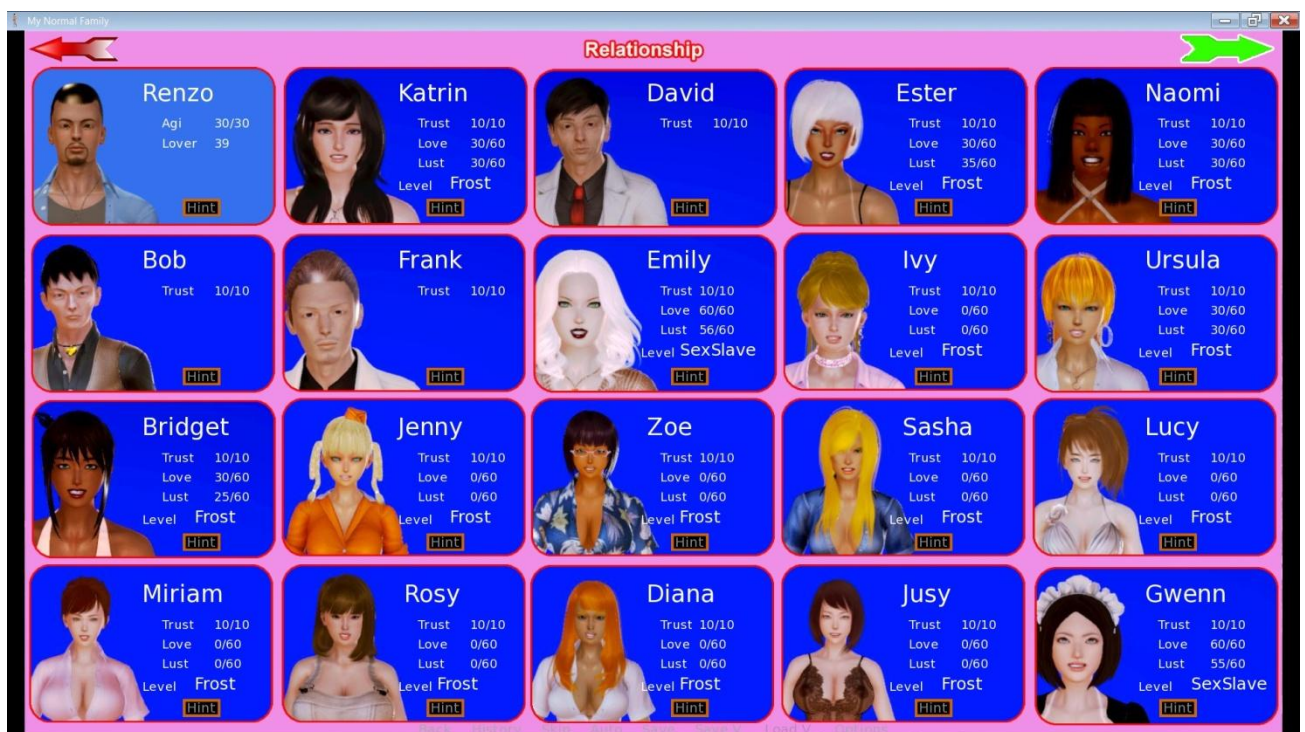 My Normal Family
Relationship
Renzo
Agi 30/30
Lover 39
Hint
Katrin
Trust 10/10
Love 30/60
Lust 30/60
Level Frost
Hint
David
Trust 10/10
Hint
Ester
Trust 10/10
Love 30/60
Lust 35/60
Level Frost
Hint
Naomi
Trust 10/10
Love 30/60
Lust 30/60
Level Frost
Hint
Bob
Trust 10/10
Hint
Frank
Trust 10/10
Hint
Emily
Trust 10/10
Love 60/60
Lust 56/60
Level SexSlave
Hint
Ivy
Trust 10/10
Love 0/60
Lust 0/60
Level Frost
Hint
Ursula
Trust 10/10
Love 30/60
Lust 30/60
Level Frost
Hint
Bridget
Trust 10/10
Love 30/60
Lust 25/60
Level Frost
Hint
Jenny
Trust 10/10
Love 0/60
Lust 0/60
Level Frost
Hint
Zoe
Trust 10/10
Love 0/60
Lust 0/60
Level Frost
Hint
Sasha
Trust 10/10
Love 0/60
Lust 0/60
Level Frost
Hint
Lucy
Trust 10/10
Love 0/60
Lust 0/60
Level Frost
Hint
Miriam
Trust 10/10
Love 0/60
Lust 0/60
Level Frost
Hint
Rosy
Trust 10/10
Love 0/60
Lust 0/60
Level Frost
Hint
Diana
Trust 10/10
Love 0/60
Lust 0/60
Level Frost
Hint
Jusy
Trust 10/10
Love 0/60
Lust 0/60
Level Frost
Hint
Gwenn
Trust 10/10
Love 60/60
Lust 55/60
Level SexSlave
Hint